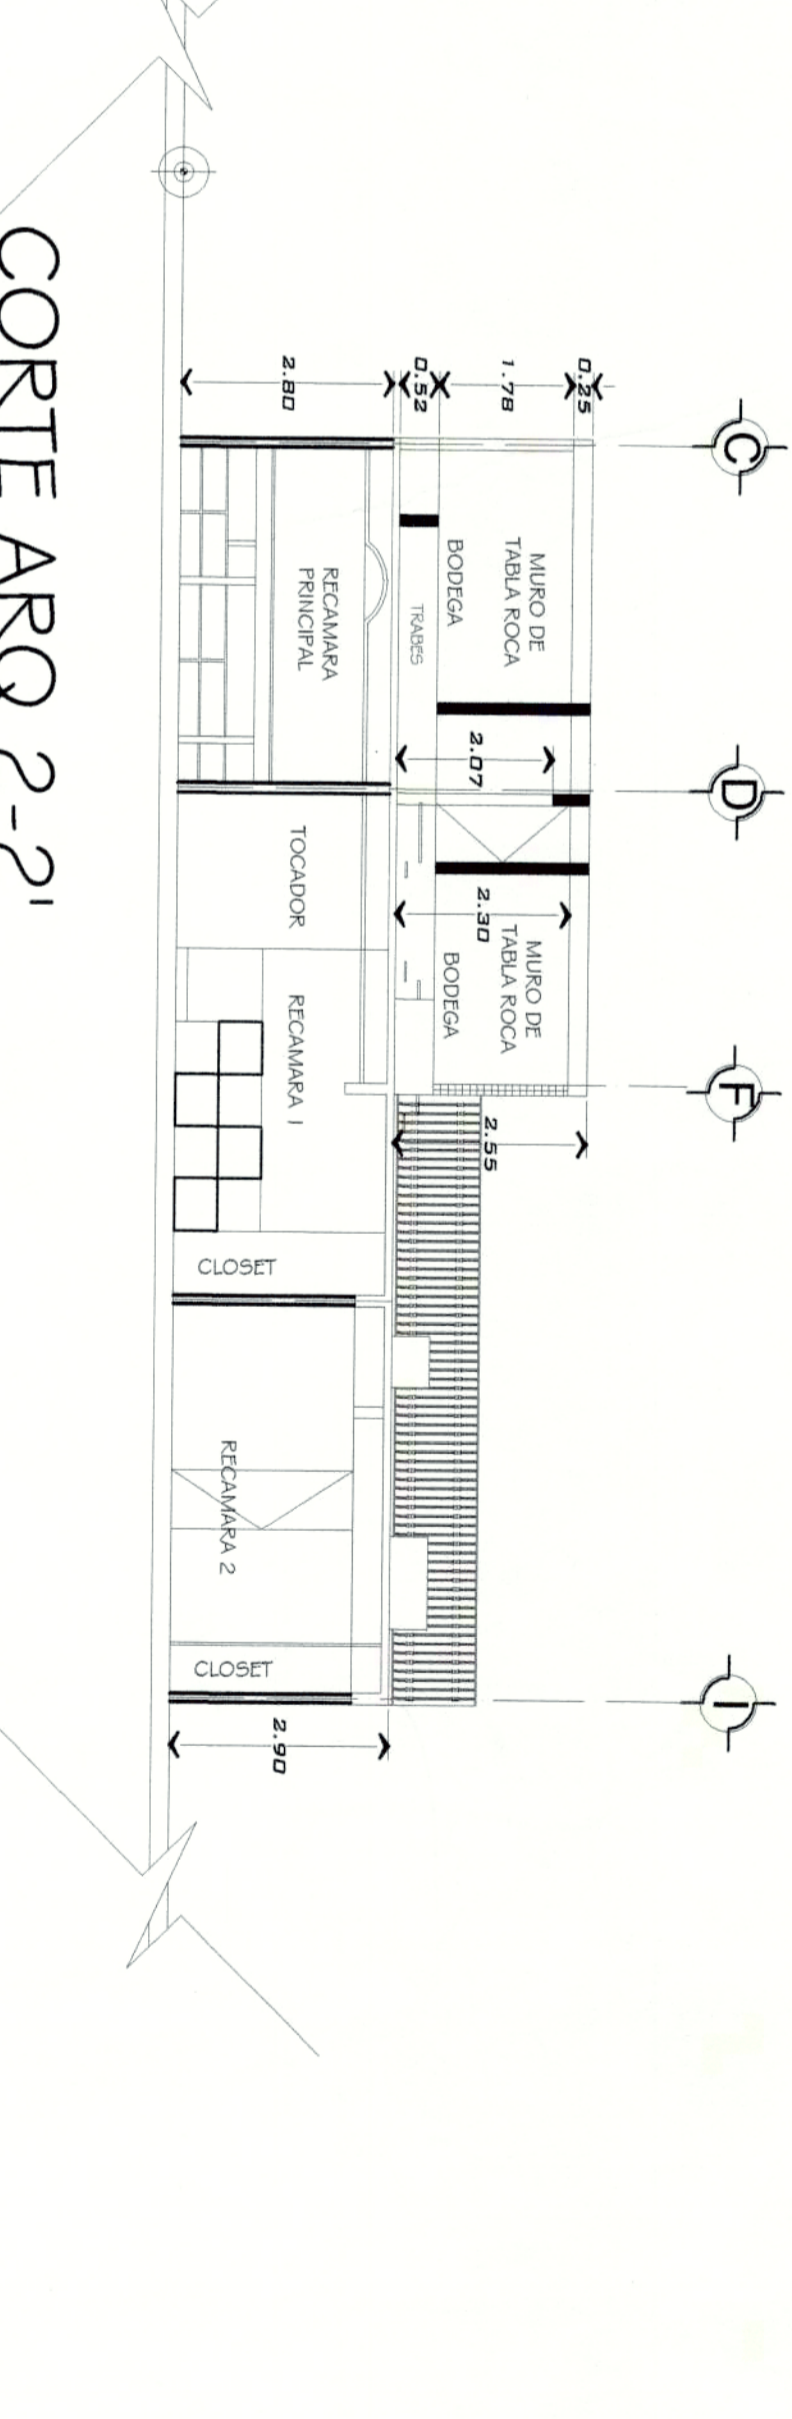 C
D
F
I
0.25
1.78
0.52
2.80
MURO DE
TABLA ROCA
BODEGA
TRABES
2.07
2.30
MURO DE
TABLA ROCA
BODEGA
2.55
RECAMARA
PRINCIPAL
TOCADOR
RECAMARA I
CLOSET
RECAMARA 2
CLOSET
2.90
CORTE ARQ 2-2'